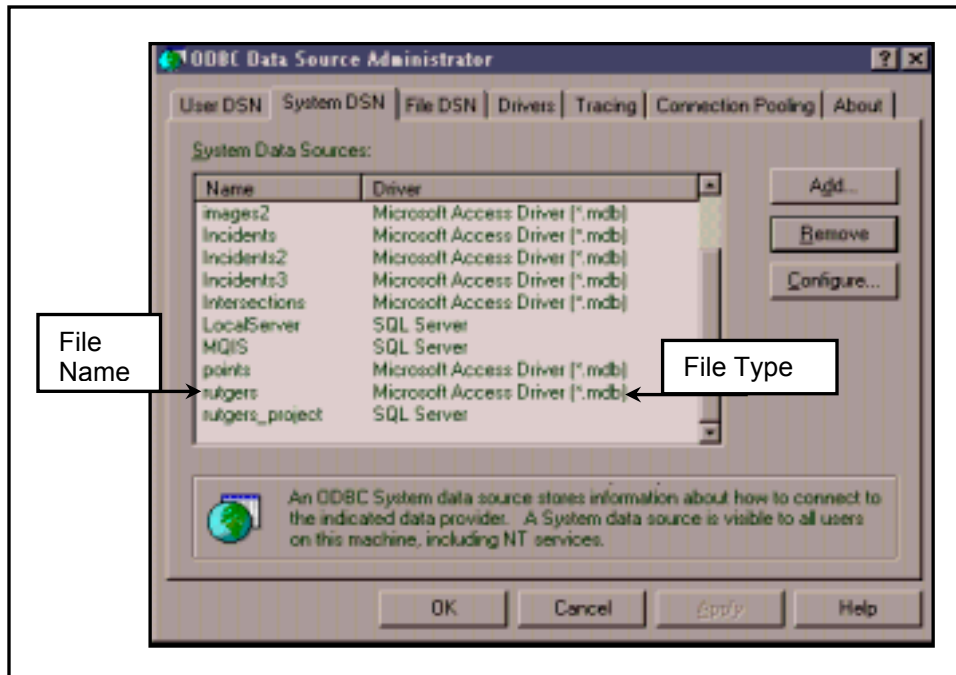 ODBC Data Source Administrator
User DSN System DSN File DSN Drivers Tracing Connection Pooling About
System Data Sources:
Name Driver
images2 Microsoft Access Driver (*.mdb)
Incidents Microsoft Access Driver (*.mdb)
Incidents2 Microsoft Access Driver (*.mdb)
Incidents3 Microsoft Access Driver (*.mdb)
Intersections Microsoft Access Driver (*.mdb)
LocalServer SQL Server
MQIS SQL Server
points Microsoft Access Driver (*.mdb)
rutgers Microsoft Access Driver (*.mdb)
rutgers_project SQL Server
Add...
Remove
Configure...
File
Name
File Type
An ODBC System data source stores information about how to connect to
the indicated data provider. A System data source is visible to all users
on this machine, including NT services.
OK Cancel Apply Help